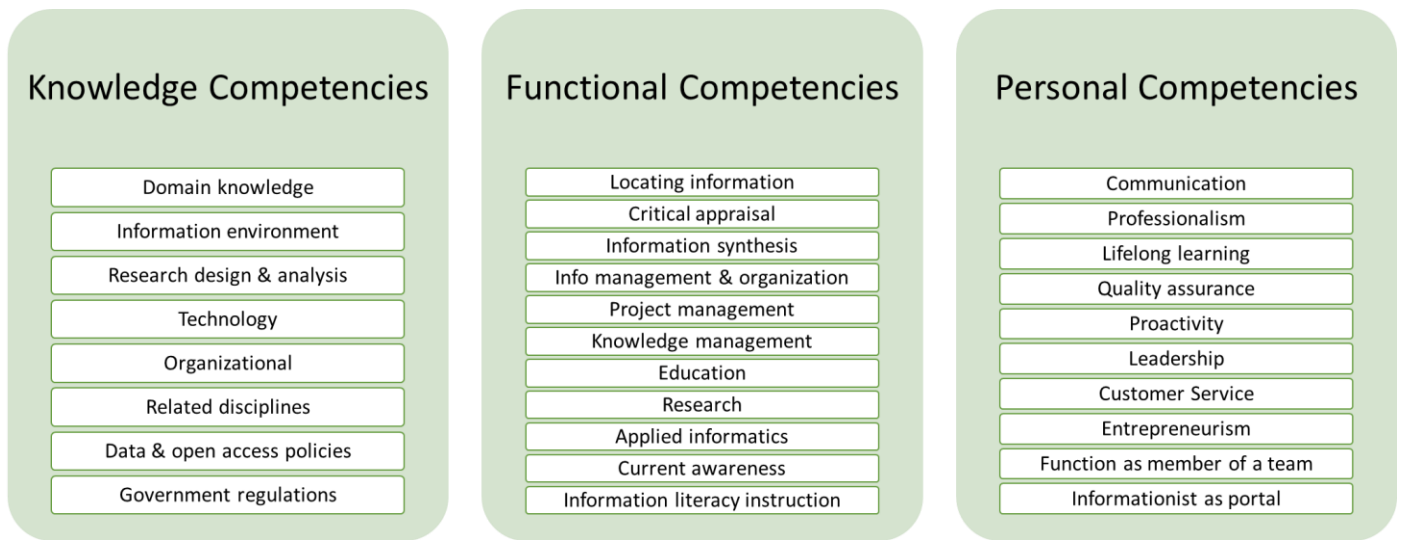 Knowledge Competencies
Domain knowledge
Information environment
Research design & analysis
Technology
Organizational
Related disciplines
Data & open access policies
Government regulations
Functional Competencies
Locating information
Critical appraisal
Information synthesis
Info management & organization
Project management
Knowledge management
Education
Research
Applied informatics
Current awareness
Information literacy instruction
Personal Competencies
Communication
Professionalism
Lifelong learning
Quality assurance
Proactivity
Leadership
Customer Service
Entrepreneurism
Function as member of a team
Informationist as portal